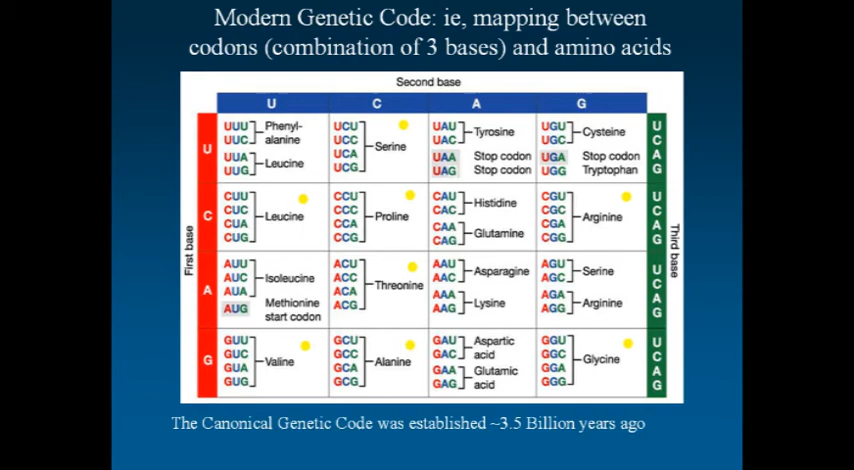 Modern Genetic Code: ie, mapping between
codons (combination of 3 bases) and amino acids
Second base
U C A G
First base
U
UUU
UUC
Phenyl-
alanine
UUA
UUG
Leucine
UCU
UCC
UCA
UCG
Serine
UAU
UAC
Tyrosine
UAA Stop codon
UAG Stop codon
UGU
UGC
Cysteine
UGA Stop codon
UGG Tryptophan
U
C
A
G
C
CUU
CUC
CUA
CUG
Leucine
CCU
CCC
CCA
CCG
Proline
CAU
CAC
Histidine
CAA
CAG
Glutamine
CGU
CGC
CGA
CGG
Arginine
U
C
A
G
A
AUU
AUC
AUA
Isoleucine
AUG
Methionine
start codon
ACU
ACC
ACA
ACG
Threonine
AAU
AAC
Asparagine
AAA
AAG
Lysine
AGU
AGC
Serine
AGA
AGG
Arginine
U
C
A
G
G
GUU
GUC
GUA
GUG
Valine
GCU
GCC
GCA
GCG
Alanine
GAU
GAC
Aspartic
acid
GAA
GAG
Glutamic
acid
GGU
GGC
GGA
GGG
Glycine
U
C
A
G
Third base
The Canonical Genetic Code was established ~3.5 Billion years ago